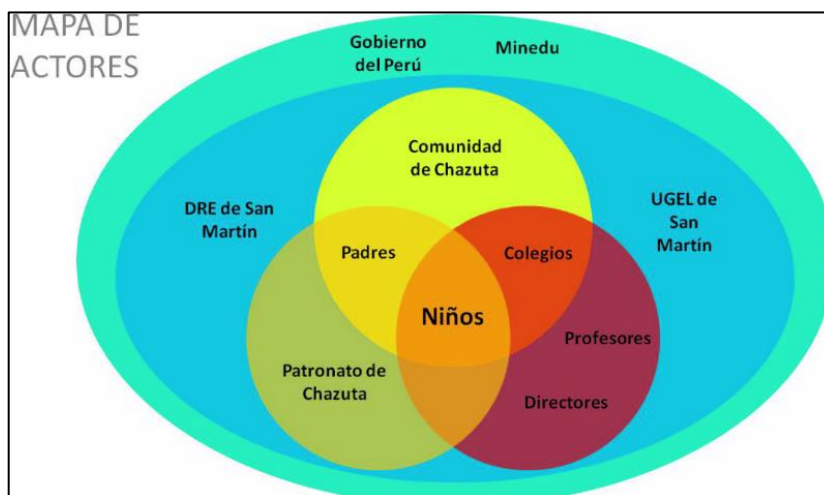 MAPA DE
ACTORES
Gobierno
del Perú
Minedu
Comunidad
de Chazuta
DRE de San
Martín
UGEL de
San
Martín
Padres
Colegios
Niños
Profesores
Patronato de
Chazuta
Directores